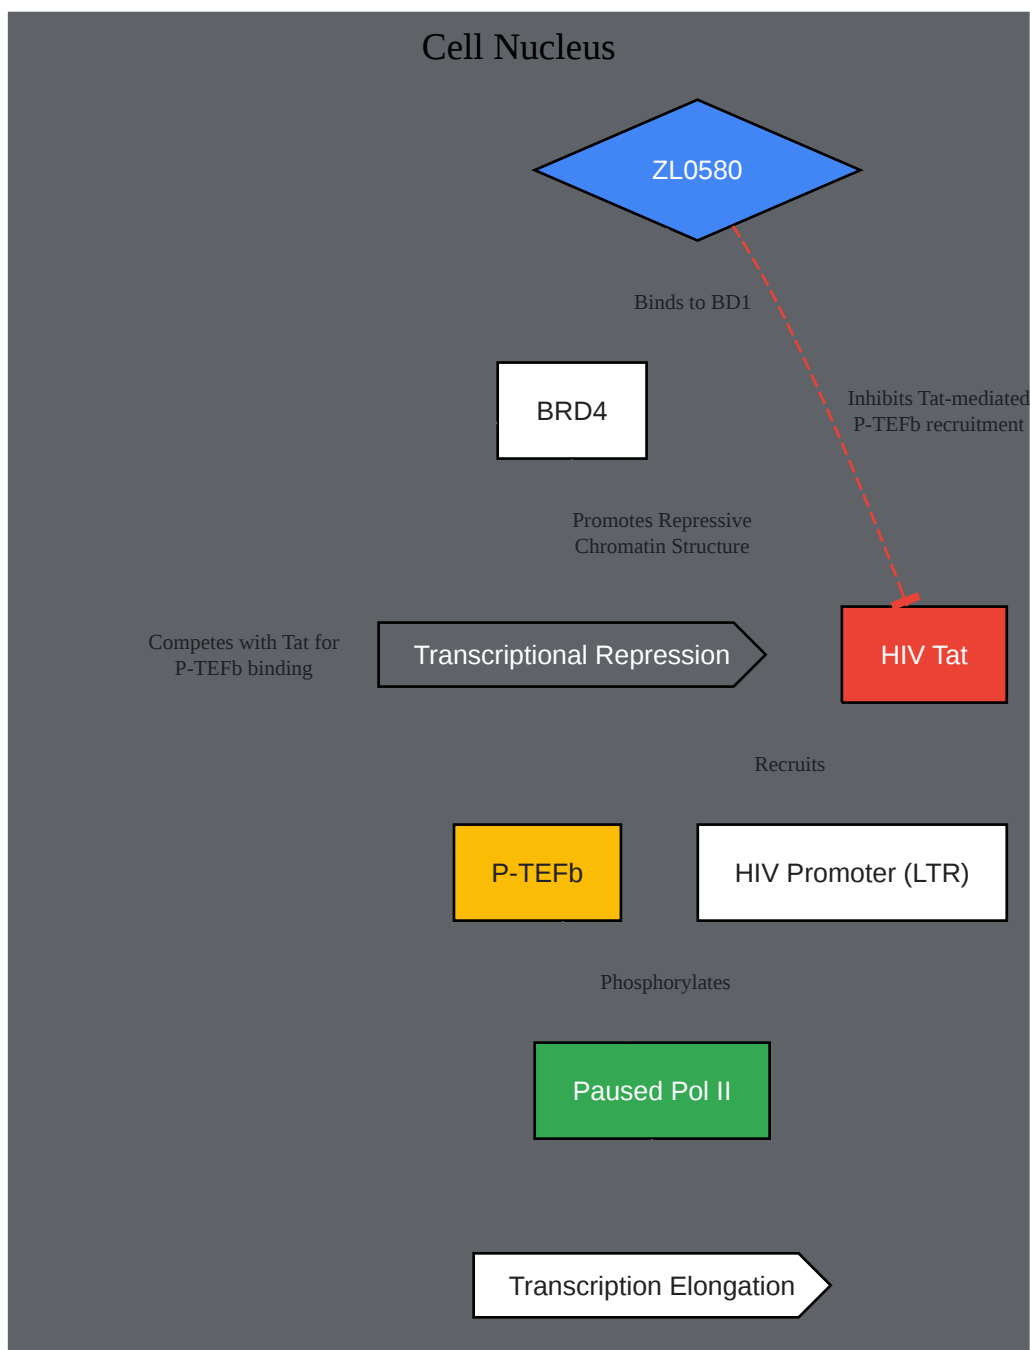 Cell Nucleus
ZL0580
Binds to BD1
Inhibits Tat-mediated
P-TEFb recruitment
BRD4
Promotes Repressive
Chromatin Structure
Competes with Tat for
P-TEFb binding
Transcriptional Repression
HIV Tat
Recruits
P-TEFb
HIV Promoter (LTR)
Phosphorylates
Paused Pol II
Transcription Elongation